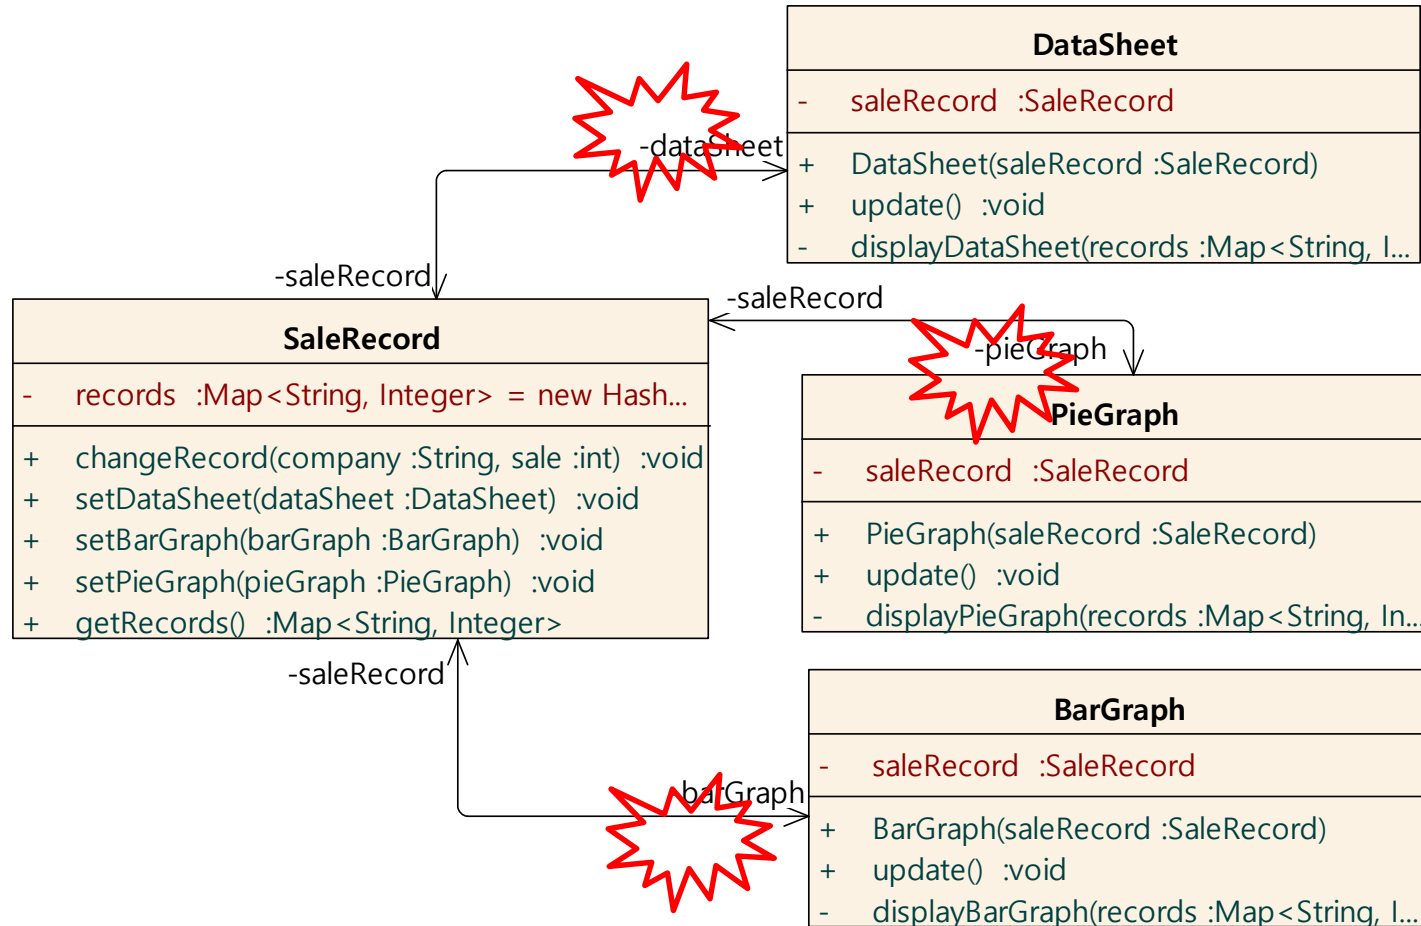 DataSheet
- saleRecord :SaleRecord
+ DataSheet(saleRecord :SaleRecord)
+ update() :void
- displayDataSheet(records :Map<String, I...
-dataSheet
-saleRecord
SaleRecord
- records :Map<String, Integer> = new Hash...
+ changeRecord(company :String, sale :int) :void
+ setDataSheet(dataSheet :DataSheet) :void
+ setBarGraph(barGraph :BarGraph) :void
+ setPieGraph(pieGraph :PieGraph) :void
+ getRecords() :Map<String, Integer>
-saleRecord
-pieGraph
PieGraph
- saleRecord :SaleRecord
+ PieGraph(saleRecord :SaleRecord)
+ update() :void
- displayPieGraph(records :Map<String, In...
-saleRecord
barGraph
BarGraph
- saleRecord :SaleRecord
+ BarGraph(saleRecord :SaleRecord)
+ update() :void
- displayBarGraph(records :Map<String, I...